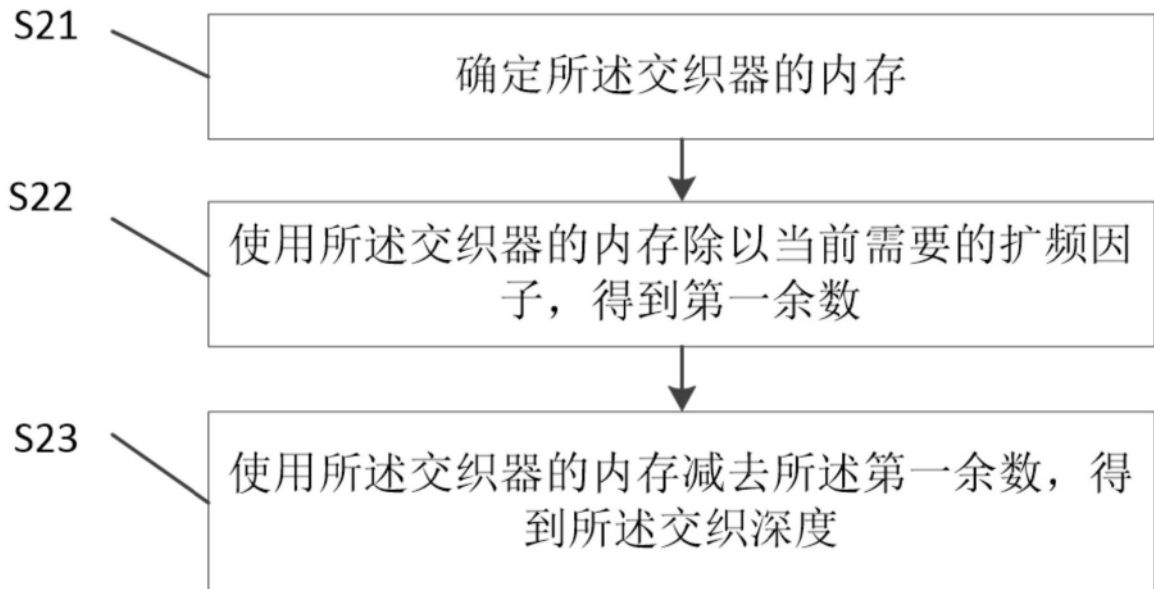 S21
确定所述交织器的内存
S22
使用所述交织器的内存除以当前需要的扩频因
子，得到第一余数
S23
使用所述交织器的内存减去所述第一余数，得
到所述交织深度